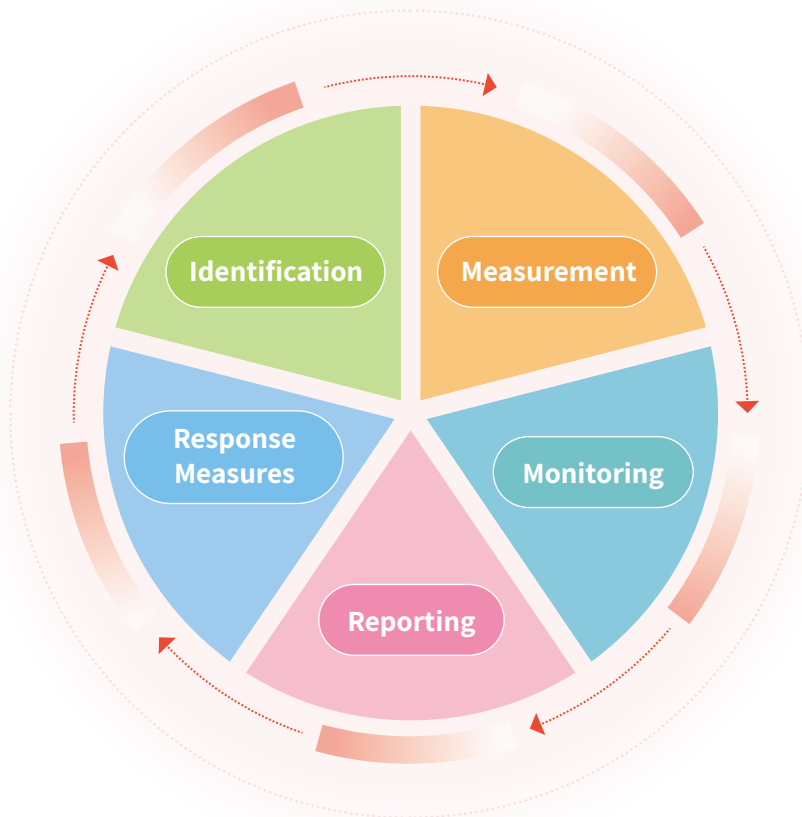 Identification
Measurement
Response
Measures
Monitoring
Reporting